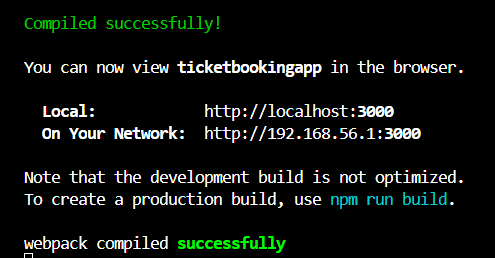 Compiled successfully!
You can now view ticketbookingapp in the browser.
Local: http://localhost:3000
On Your Network: http://192.168.56.1:3000
Note that the development build is not optimized.
To create a production build, use npm run build.
webpack compiled successfully